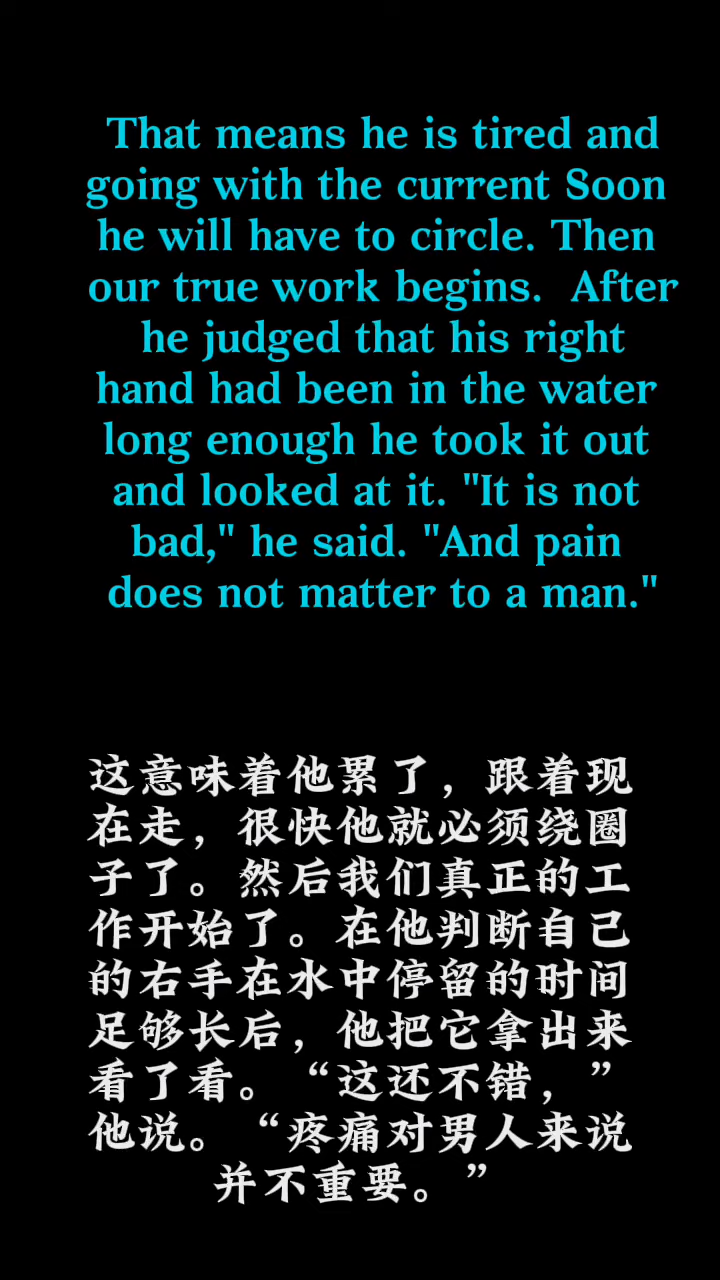 That means he is tired and
going with the current Soon
he will have to circle. Then
our true work begins.  After
he judged that his right
hand had been in the water
long enough he took it out
and looked at it. "It is not
bad," he said. "And pain
does not matter to a man."
这意味着他累了，跟着现
在走，很快他就必须绕圈
子了。然后我们真正的工
作开始了。在他判断自己
的右手在水中停留的时间
足够长后，他把它拿出来
看了看。“这还不错，”
他说。“疼痛对男人来说
并不重要。”